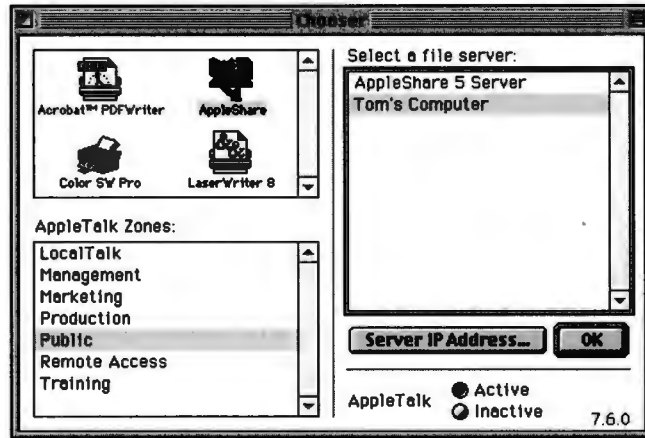 Chooser
Acrobat™ PDFWriter
AppleShare
Color SW Pro
LaserWriter 8
AppleTalk Zones:
LocalTalk
Management
Marketing
Production
Public
Remote Access
Training
Select a file server:
AppleShare 5 Server
Tom's Computer
Server IP Address...
OK
AppleTalk
Active
Inactive
7.6.0